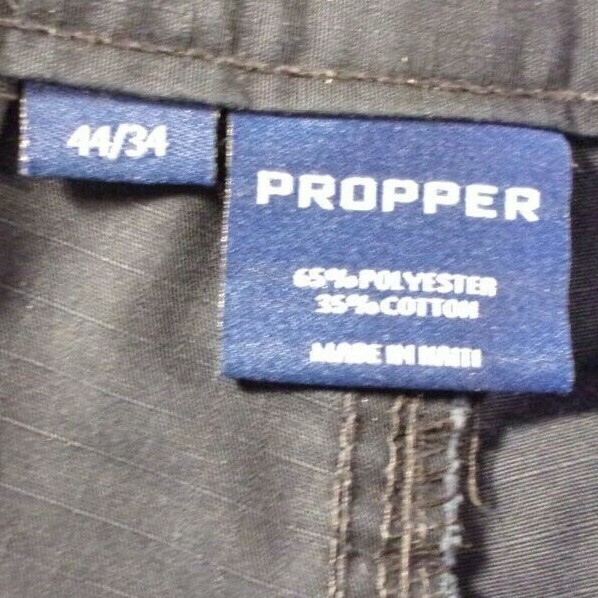 44/34
PROPPER
65% POLYESTER
35% COTTON
MADE IN HAITI